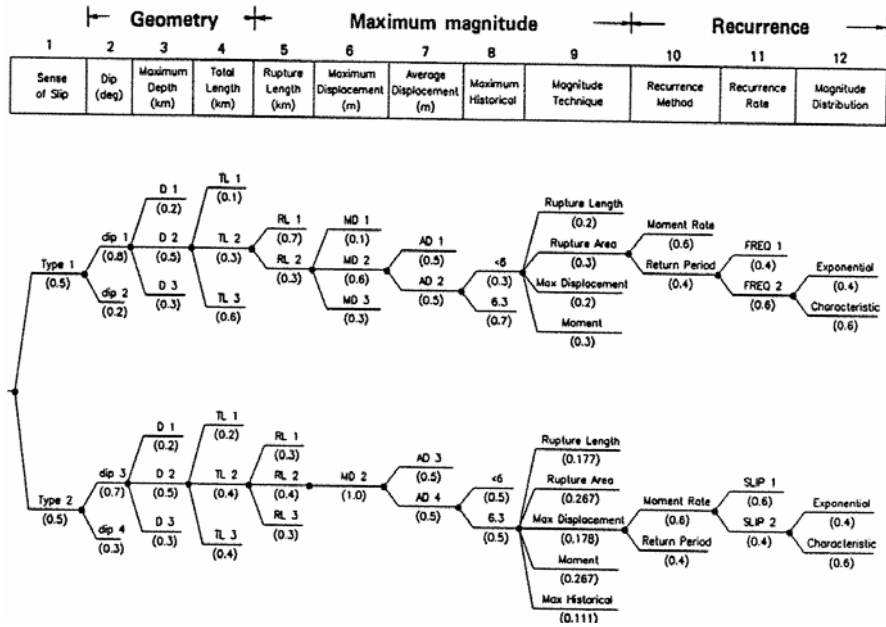 Geometry Maximum magnitude Recurrence
1 2 3 4 5 6 7 8 9 10 11 12
Sense of Slip
Dip (deg)
Maximum Depth (km)
Total Length (km)
Rupture Length (km)
Maximum Displacement (m)
Average Displacement (m)
Maximum Historical
Magnitude Technique
Recurrence Method
Recurrence Rate
Magnitude Distribution
Type 1
(0.5)
dip 1
(0.8)
dip 2
(0.2)
D 1
(0.2)
D 2
(0.5)
D 3
(0.3)
TL 1
(0.1)
TL 2
(0.3)
TL 3
(0.6)
RL 1
(0.7)
RL 2
(0.3)
MD 1
(0.1)
MD 2
(0.6)
MD 3
(0.3)
AD 1
(0.5)
AD 2
(0.5)
<6
(0.3)
6.3
(0.7)
Rupture Length
(0.2)
Rupture Area
(0.3)
Max Displacement
(0.2)
Moment
(0.3)
Moment Rate
(0.6)
Return Period
(0.4)
FREQ 1
(0.4)
FREQ 2
(0.6)
Exponential
(0.4)
Characteristic
(0.6)
Type 2
(0.5)
dip 3
(0.7)
dip 4
(0.3)
D 1
(0.2)
D 2
(0.5)
D 3
(0.3)
TL 1
(0.2)
TL 2
(0.4)
TL 3
(0.4)
RL 1
(0.3)
RL 2
(0.4)
RL 3
(0.3)
MD 2
(1.0)
AD 3
(0.5)
AD 4
(0.5)
<6
(0.5)
6.3
(0.5)
Rupture Length
(0.177)
Rupture Area
(0.267)
Max Displacement
(0.178)
Moment
(0.267)
Max Historical
(0.111)
Moment Rate
(0.6)
Return Period
(0.4)
SLIP 1
(0.6)
SLIP 2
(0.4)
Exponential
(0.4)
Characteristic
(0.6)